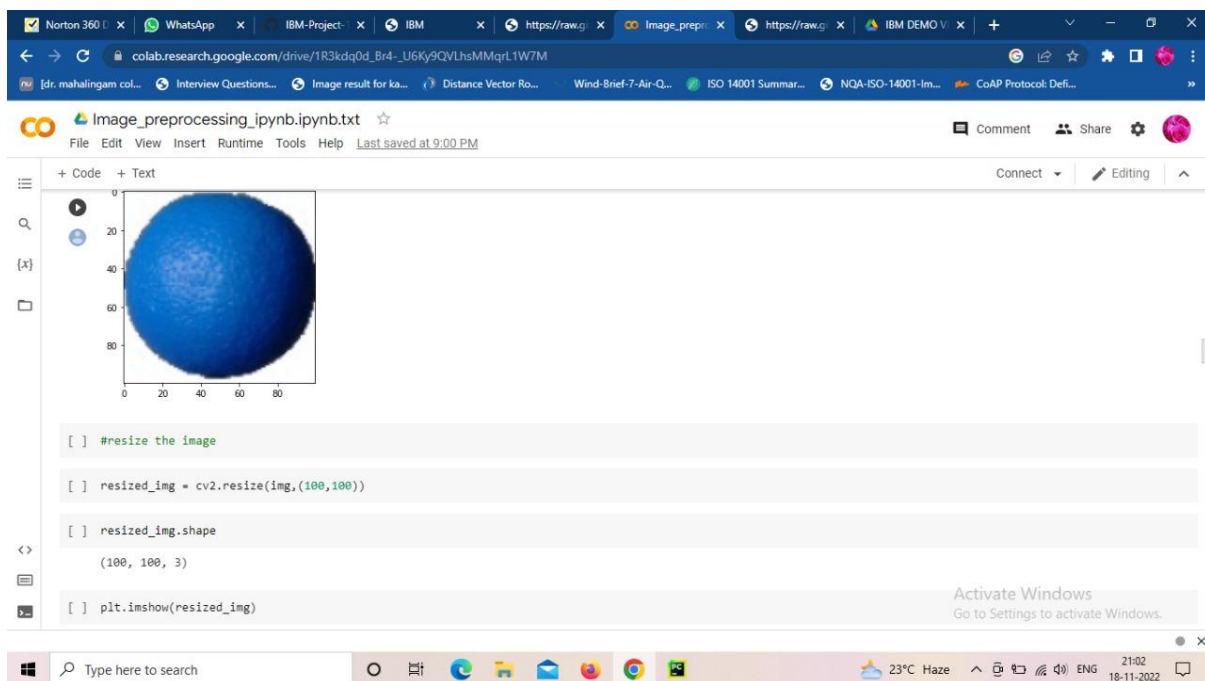 Norton 360 D WhatsApp IBM-Project-1 IBM https://raw.gi Image_prepro https://raw.gi IBM DEMO VI
colab.research.google.com/drive/1R3kdq0d_Br4-_U6Ky9QVLhsMMqrL1W7M
[dr. mahalingam col... Interview Questions... Image result for ka... Distance Vector Ro... Wind-Brief-7-Air-Q... ISO 14001 Summar... NQA-ISO-14001-Im... CoAP Protocol: Defi... »
CO Image_preprocessing_ipynb.ipynb.txt
Comment Share
File Edit View Insert Runtime Tools Help Last saved at 9:00 PM
+ Code + Text Connect Editing
0
20
40
60
80
0 20 40 60 80
{x}
[ ] #resize the image
[ ] resized_img = cv2.resize(img,(100,100))
[ ] resized_img.shape
(100, 100, 3)
[ ] plt.imshow(resized_img)
Activate Windows
Go to Settings to activate Windows.
Type here to search 23°C Haze ENG 21:02
18-11-2022